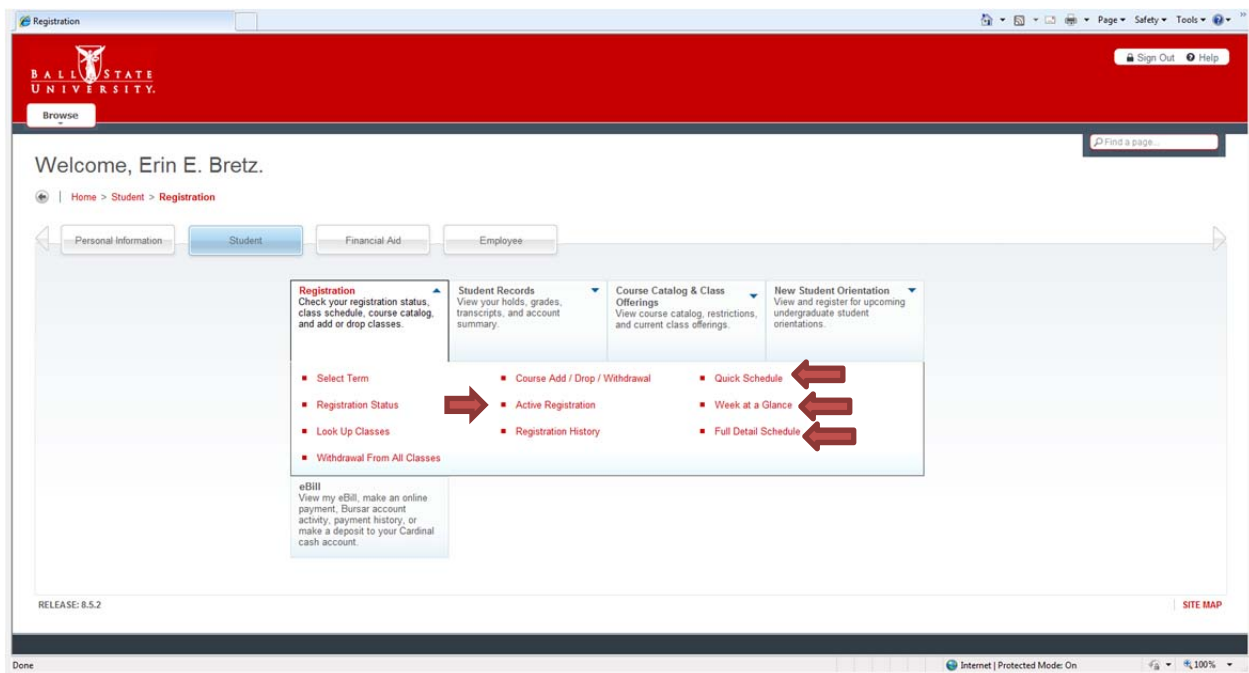 Registration
Page Safety Tools
BALL STATE
UNIVERSITY.
Sign Out Help
Browse
Find a page...
Welcome, Erin E. Bretz.
Home > Student > Registration
Personal Information Student Financial Aid Employee
Registration
Check your registration status,
class schedule, course catalog,
and add or drop classes.
Student Records
View your holds, grades,
transcripts, and account
summary.
Course Catalog & Class
Offerings
View course catalog, restrictions,
and current class offerings.
New Student Orientation
View and register for upcoming
undergraduate student
orientations.
Select Term
Registration Status
Look Up Classes
Withdrawal From All Classes
Course Add / Drop / Withdrawal
Active Registration
Registration History
Quick Schedule
Week at a Glance
Full Detail Schedule
eBill
View my eBill, make an online
payment, Bursar account
activity, payment history, or
make a deposit to your Cardinal
cash account.
RELEASE: 8.5.2
SITE MAP
Done
Internet | Protected Mode: On
100%